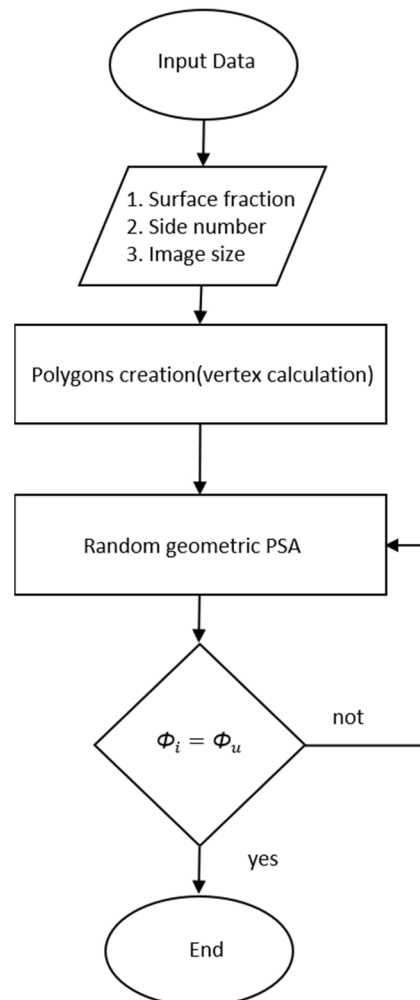 Input Data
1. Surface fraction
2. Side number
3. Image size
Polygons creation(vertex calculation)
Random geometric PSA
𝛷ᵢ = 𝛷ᵤ
not
yes
End